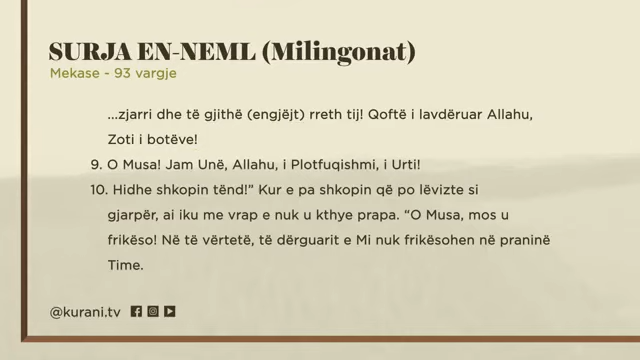 SURJA EN-NEML (Milingonat)
Mekase - 93 vargje
...zjarri dhe të gjithë (engjëjt) rreth tij! Qoftë i lavdëruar Allahu,
Zoti i botëve!
9. O Musa! Jam Unë, Allahu, i Plotfuqishmi, i Urti!
10. Hidhe shkopin tënd!” Kur e pa shkopin që po lëvizte si
gjarpër, ai iku me vrap e nuk u kthye prapa. “O Musa, mos u
frikëso! Në të vërtetë, të dërguarit e Mi nuk frikësohen në praninë
Time.
@kurani.tv